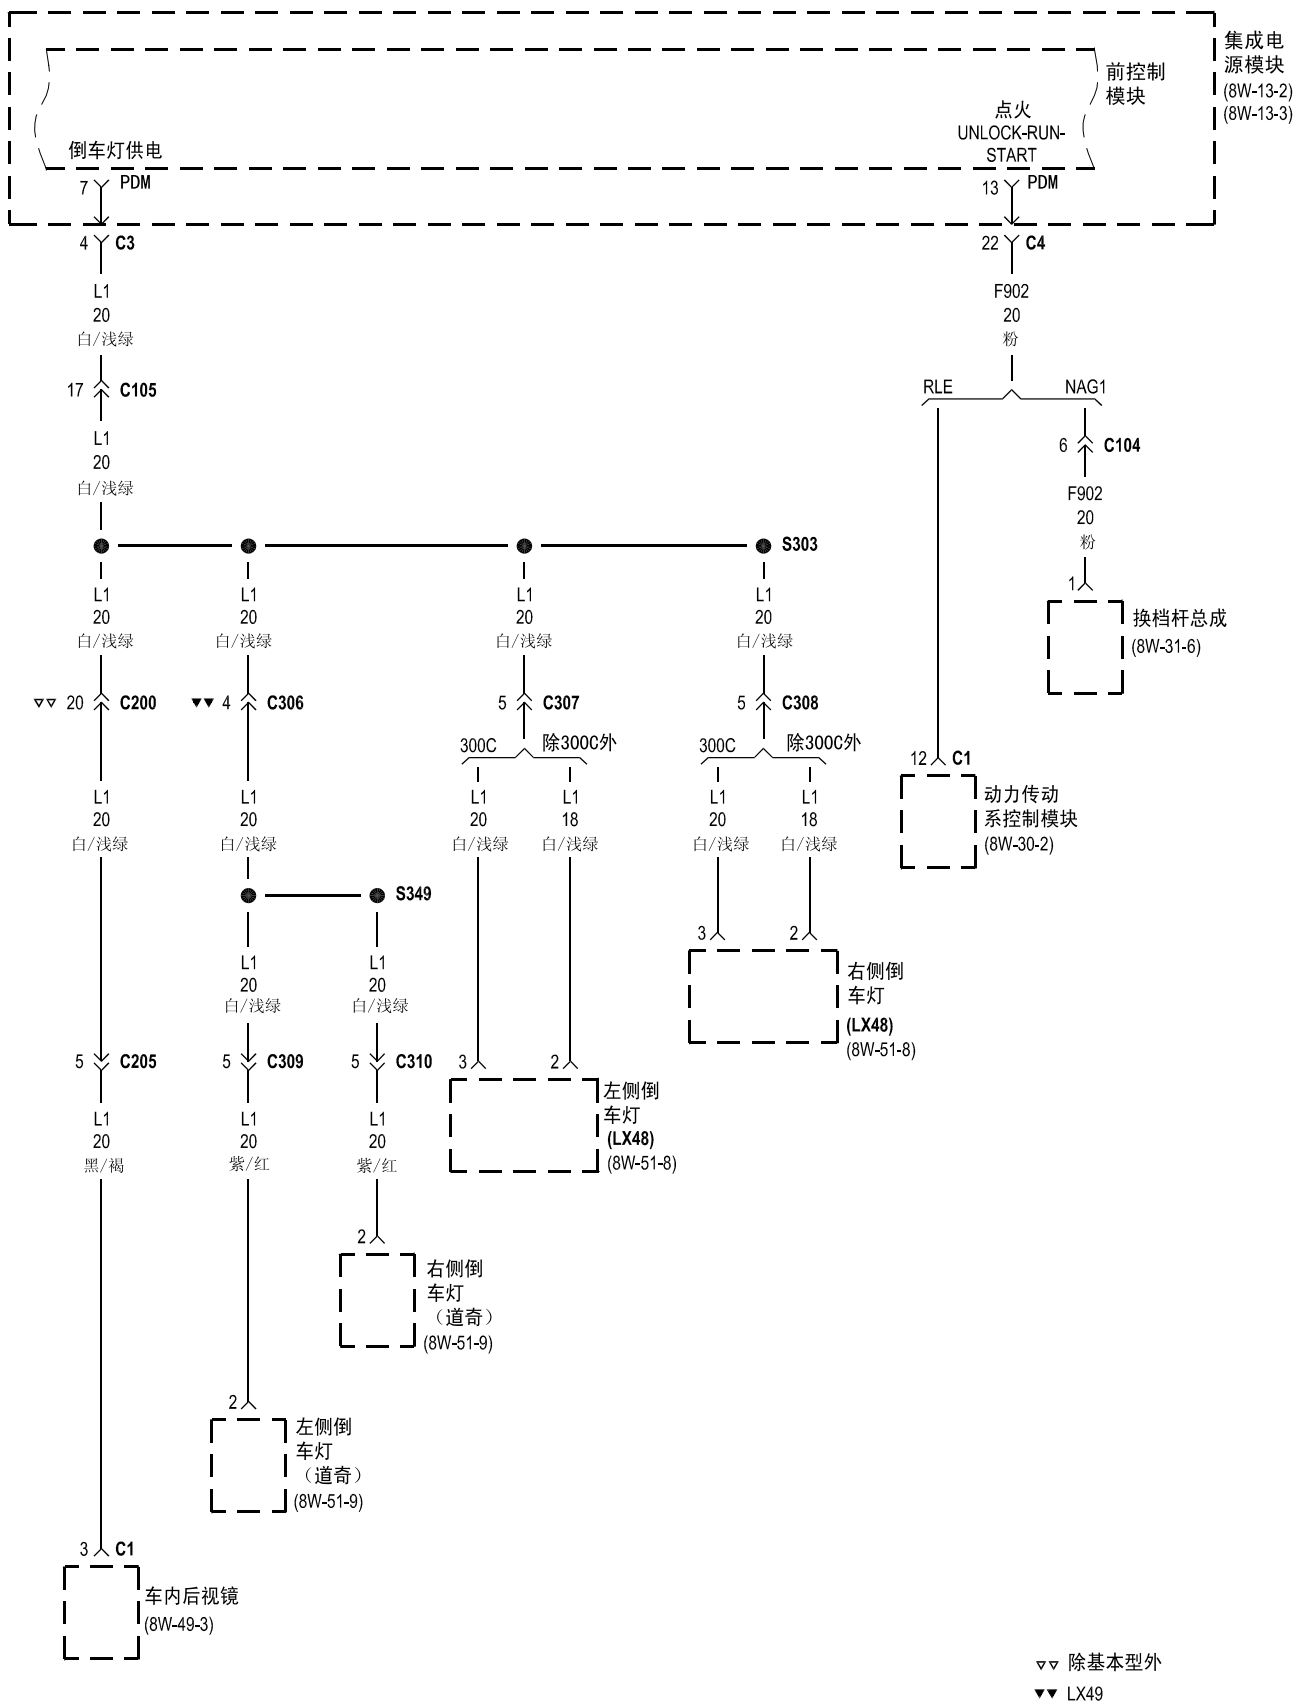 集成电
源模块
(8W-13-2)
(8W-13-3)
前控制
模块
点火
UNLOCK-RUN-
START
倒车灯供电
7 PDM
13 PDM
4 C3
22 C4
L1
20
白/浅绿
F902
20
粉
17 C105
RLE NAG1
L1
20
白/浅绿
6 C104
F902
20
粉
S303
1
换档杆总成
(8W-31-6)
L1 L1 L1 L1
20 20 20 20
白/浅绿 白/浅绿 白/浅绿 白/浅绿
▽▽ 20 C200 ▼▼ 4 C306 5 C307 5 C308
300C 除300C外 300C 除300C外
12 C1
动力传动
系控制模块
(8W-30-2)
L1 L1 L1 L1 L1 L1
20 20 20 18 20 18
白/浅绿 白/浅绿 白/浅绿 白/浅绿 白/浅绿 白/浅绿
S349
3 2
右侧倒
车灯
(LX48)
(8W-51-8)
L1 L1
20 20
白/浅绿 白/浅绿
5 C205 5 C309 5 C310 3 2
左侧倒
车灯
(LX48)
(8W-51-8)
L1 L1 L1
20 20 20
黑/褐 紫/红 紫/红
2
右侧倒
车灯
（道奇）
(8W-51-9)
2
左侧倒
车灯
（道奇）
(8W-51-9)
3 C1
车内后视镜
(8W-49-3)
▽▽ 除基本型外
▼▼ LX49